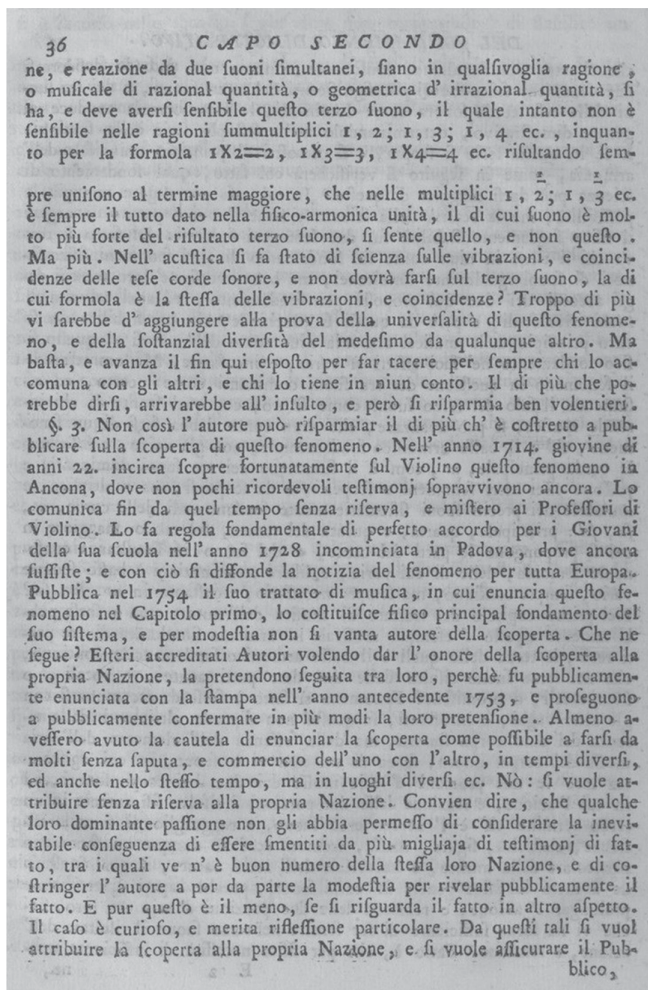 36 CAPO SECONDO
ne, e reazione da due ſuoni ſimultanei, ſiano in qualſivoglia ragione,
o muſicale di razional quantità, o geometrica d' irrazional quantità, ſi
ha, e deve averſi ſenſibile queſto terzo ſuono, il quale intanto non è
ſenſibile nelle ragioni ſummultiplici 1, 2; 1, 3; 1, 4 ec., inquan-
to per la formola 1X2=2, 1X3=3, 1X4=4 ec. riſultando ſem-
2 1
pre uniſono al termine maggiore, che nelle multiplici 1, 2; 1, 3 ec.
è ſempre il tutto dato nella fiſico-armonica unità, il di cui ſuono è mol-
to più forte del riſultato terzo ſuono, ſi ſente quello, e non queſto.
Ma più. Nell' acuſtica ſi fa ſtato di ſcienza ſulle vibrazioni, e coinci-
denze delle teſe corde ſonore, e non dovrà farſi ſul terzo ſuono, la di
cui formola è la ſteſſa delle vibrazioni, e coincidenze? Troppo di più
vi ſarebbe d' aggiungere alla prova della univerſalità di queſto fenome-
no, e della ſoſtanzial diverſità del medeſimo da qualunque altro. Ma
baſta, e avanza il fin qui eſpoſto per far tacere per ſempre chi lo ac-
comuna con gli altri, e chi lo tiene in niun conto. Il di più che po-
trebbe dirſi, arrivarebbe all' inſulto, e però ſi riſparmia ben volentieri.
§. 3. Non così l' autore può riſparmiar il di più ch' è coſtretto a pub-
blicare ſulla ſcoperta di queſto fenomeno. Nell' anno 1714. giovine di
anni 22. incirca ſcopre fortunatamente ſul Violino queſto fenomeno in
Ancona, dove non pochi ricordevoli teſtimonj ſopravvivono ancora. Lo
comunica fin da quel tempo ſenza riſerva, e miſtero ai Profeſſori di
Violino. Lo fa regola fondamentale di perfetto accordo per i Giovani
della ſua ſcuola nell' anno 1728 incominciata in Padova, dove ancora
ſuſſiſte; e con ciò ſi diffonde la notizia del fenomeno per tutta Europa.
Pubblica nel 1754 il ſuo trattato di muſica, in cui enuncia queſto fe-
nomeno nel Capitolo primo, lo coſtituiſce fiſico principal fondamento del
ſuo ſiſtema, e per modeſtia non ſi vanta autore della ſcoperta. Che ne
ſegue? Eſteri accreditati Autori volendo dar l' onore della ſcoperta alla
propria Nazione, la pretendono ſeguita tra loro, perchè fu pubblicamen-
te enunciata con la ſtampa nell' anno antecedente 1753, e proſeguono
a pubblicamente confermare in più modi la loro pretenſione. Almeno a-
veſſero avuto la cautela di enunciar la ſcoperta come poſſibile a farſi da
molti ſenza ſaputa, e commercio dell' uno con l' altro, in tempi diverſi,
ed anche nello ſteſſo tempo, ma in luoghi diverſi ec. Nò: ſi vuole at-
tribuire ſenza riſerva alla propria Nazione. Convien dire, che qualche
loro dominante paſſione non gli abbia permeſſo di conſiderare la inevi-
tabile conſeguenza di eſſere ſmentiti da più migliaja di teſtimonj di fat-
to, tra i quali ve n' è buon numero della ſteſſa loro Nazione, e di co-
ſtringer l' autore a por da parte la modeſtia per rivelar pubblicamente il
fatto. E pur queſto è il meno, ſe ſi riſguarda il fatto in altro aſpetto.
Il caſo è curioſo, e merita rifleſſione particolare. Da queſti tali ſi vuol
attribuire la ſcoperta alla propria Nazione, e ſi vuole aſſicurare il Pub-
blico,